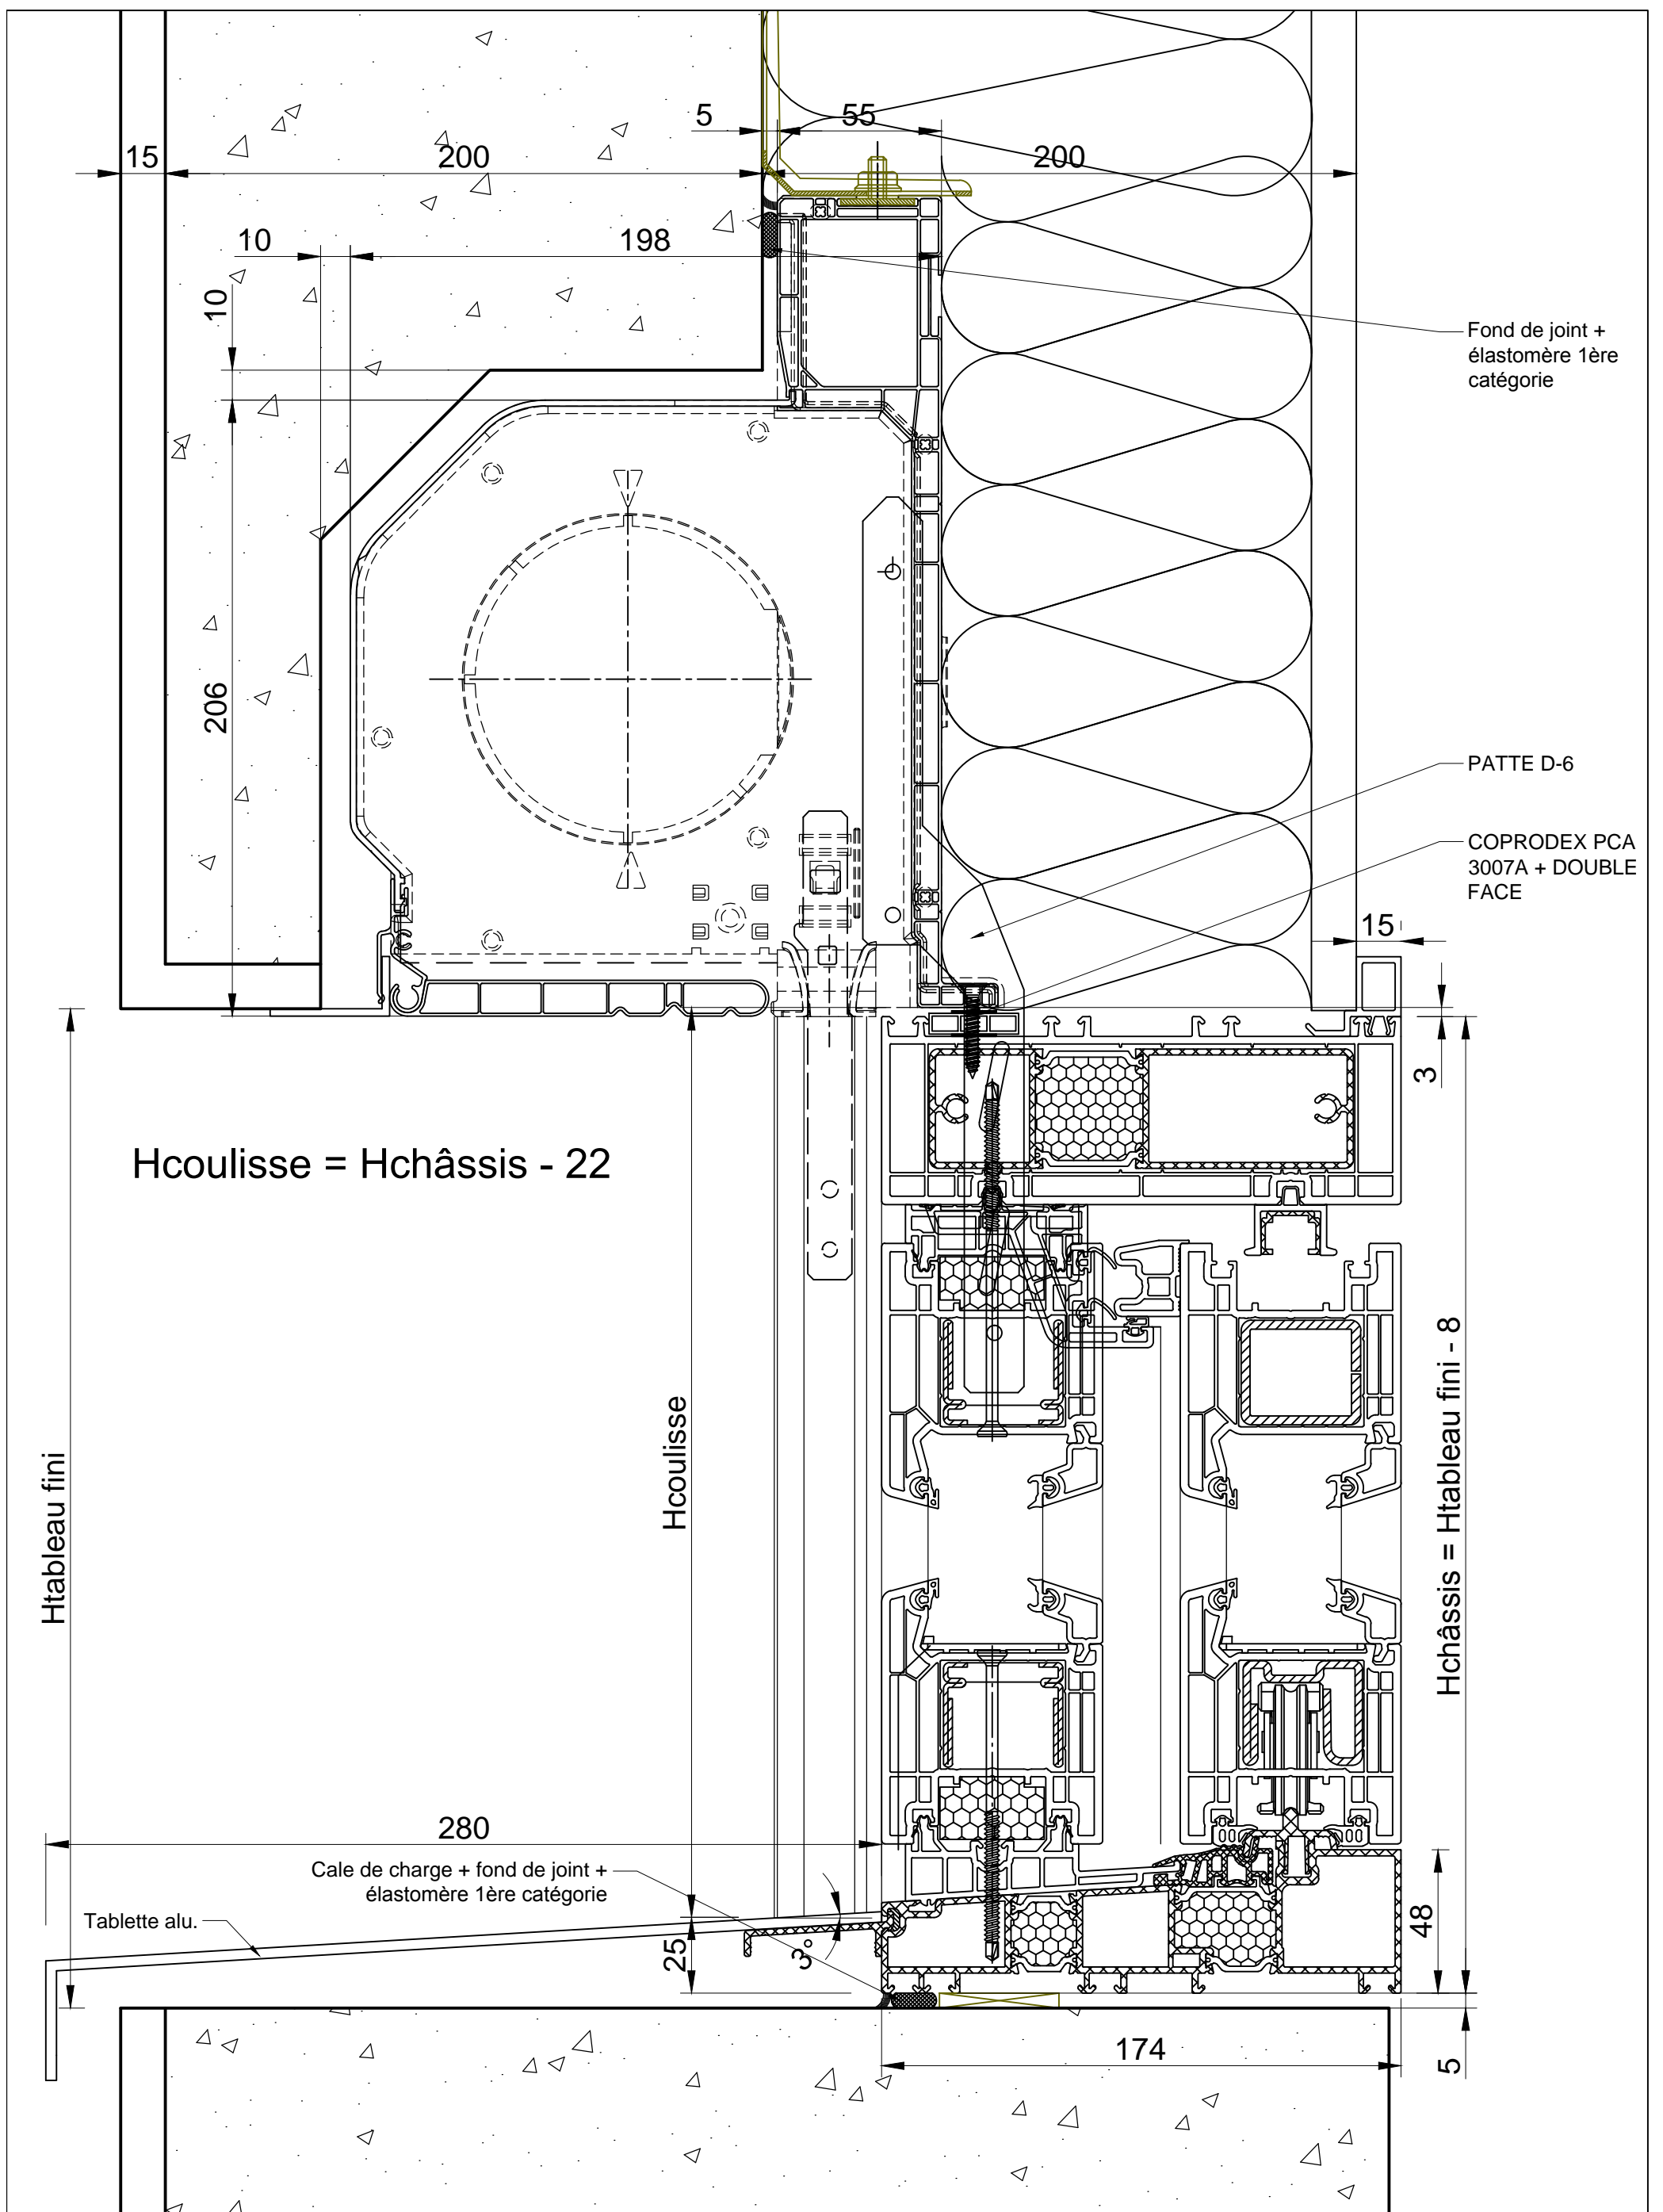 5
55
15
200
200
10
198
10
Fond de joint +
élastomère 1ère
catégorie
206
PATTE D-6
COPRODEX PCA
3007A + DOUBLE
FACE
15
3
Hcoulisse = Hchâssis - 22
Htableau fini
Hcoulisse
Hchâssis = Htableau fini - 8
280
Cale de charge + fond de joint +
élastomère 1ère catégorie
Tablette alu.
25
3°
48
174
5